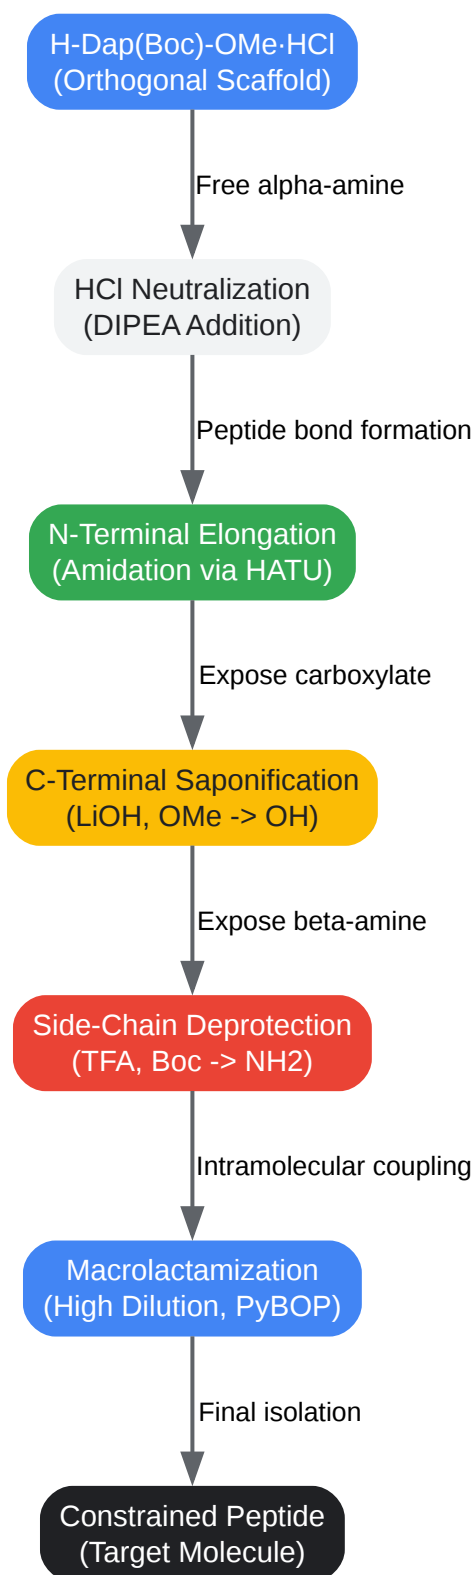 H-Dap(Boc)-OMe·HCl
(Orthogonal Scaffold)
Free alpha-amine
HCl Neutralization
(DIPEA Addition)
Peptide bond formation
N-Terminal Elongation
(Amidation via HATU)
Expose carboxylate
C-Terminal Saponification
(LiOH, OMe -> OH)
Expose beta-amine
Side-Chain Deprotection
(TFA, Boc -> NH2)
Intramolecular coupling
Macrolactamization
(High Dilution, PyBOP)
Final isolation
Constrained Peptide
(Target Molecule)